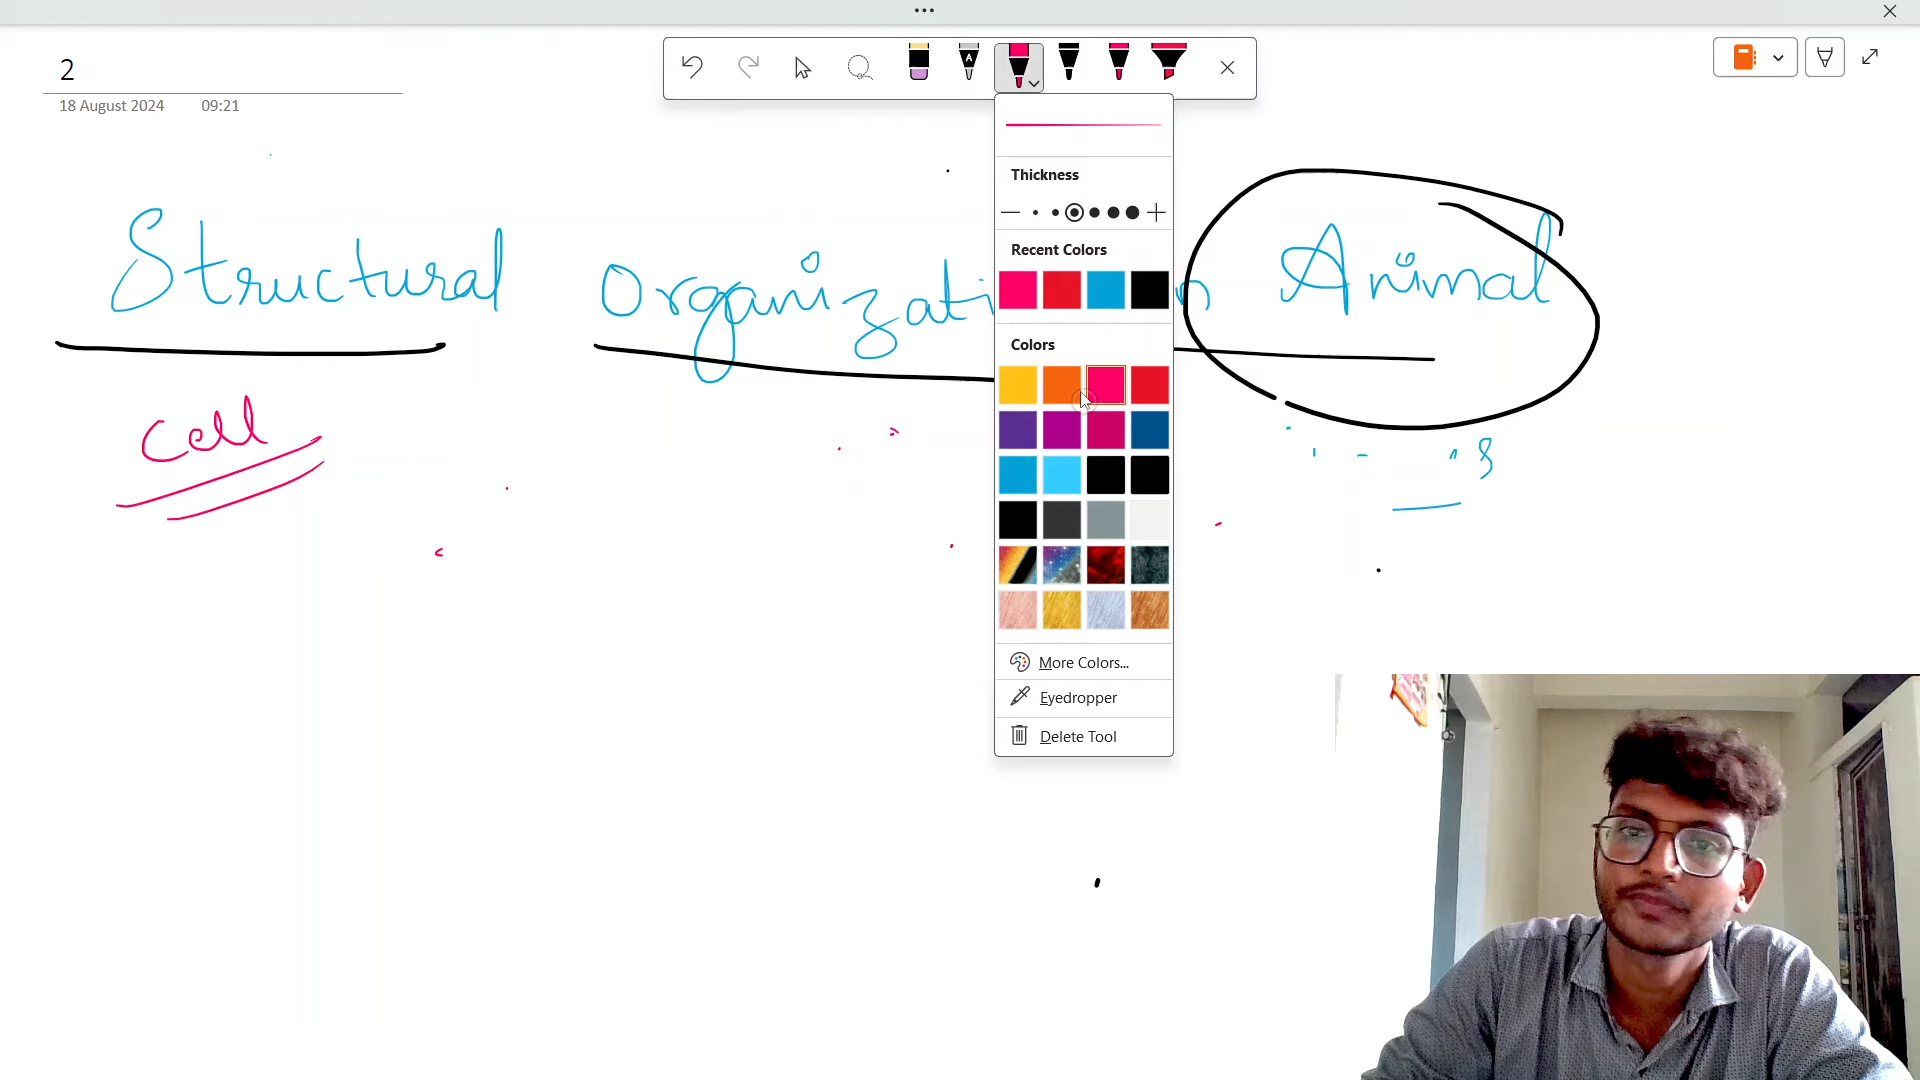 2
18 August 2024 09:21
A
Thickness
Recent Colors
Colors
More Colors...
Eyedropper
Delete Tool
Structural Organizati n Animal
Cell